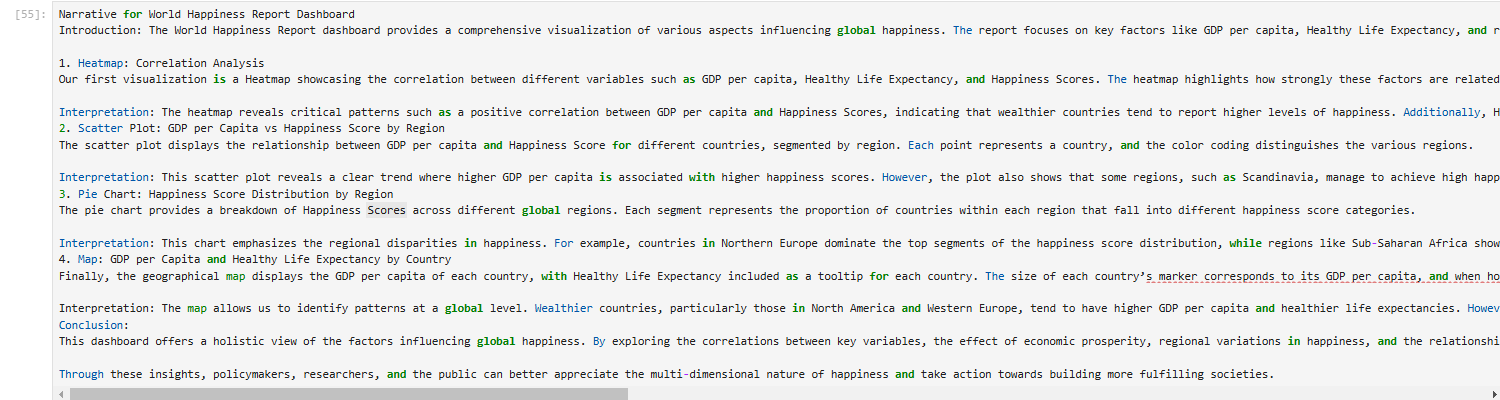 [55]:
Narrative for World Happiness Report Dashboard
Introduction: The World Happiness Report dashboard provides a comprehensive visualization of various aspects influencing global happiness. The report focuses on key factors like GDP per capita, Healthy Life Expectancy, and r
1. Heatmap: Correlation Analysis
Our first visualization is a Heatmap showcasing the correlation between different variables such as GDP per capita, Healthy Life Expectancy, and Happiness Scores. The heatmap highlights how strongly these factors are related
Interpretation: The heatmap reveals critical patterns such as a positive correlation between GDP per capita and Happiness Scores, indicating that wealthier countries tend to report higher levels of happiness. Additionally, H
2. Scatter Plot: GDP per Capita vs Happiness Score by Region
The scatter plot displays the relationship between GDP per capita and Happiness Score for different countries, segmented by region. Each point represents a country, and the color coding distinguishes the various regions.
Interpretation: This scatter plot reveals a clear trend where higher GDP per capita is associated with higher happiness scores. However, the plot also shows that some regions, such as Scandinavia, manage to achieve high happ
3. Pie Chart: Happiness Score Distribution by Region
The pie chart provides a breakdown of Happiness Scores across different global regions. Each segment represents the proportion of countries within each region that fall into different happiness score categories.
Interpretation: This chart emphasizes the regional disparities in happiness. For example, countries in Northern Europe dominate the top segments of the happiness score distribution, while regions like Sub-Saharan Africa show
4. Map: GDP per Capita and Healthy Life Expectancy by Country
Finally, the geographical map displays the GDP per capita of each country, with Healthy Life Expectancy included as a tooltip for each country. The size of each country’s marker corresponds to its GDP per capita, and when ho
Interpretation: The map allows us to identify patterns at a global level. Wealthier countries, particularly those in North America and Western Europe, tend to have higher GDP per capita and healthier life expectancies. Howev
Conclusion:
This dashboard offers a holistic view of the factors influencing global happiness. By exploring the correlations between key variables, the effect of economic prosperity, regional variations in happiness, and the relationshi
Through these insights, policymakers, researchers, and the public can better appreciate the multi-dimensional nature of happiness and take action towards building more fulfilling societies.